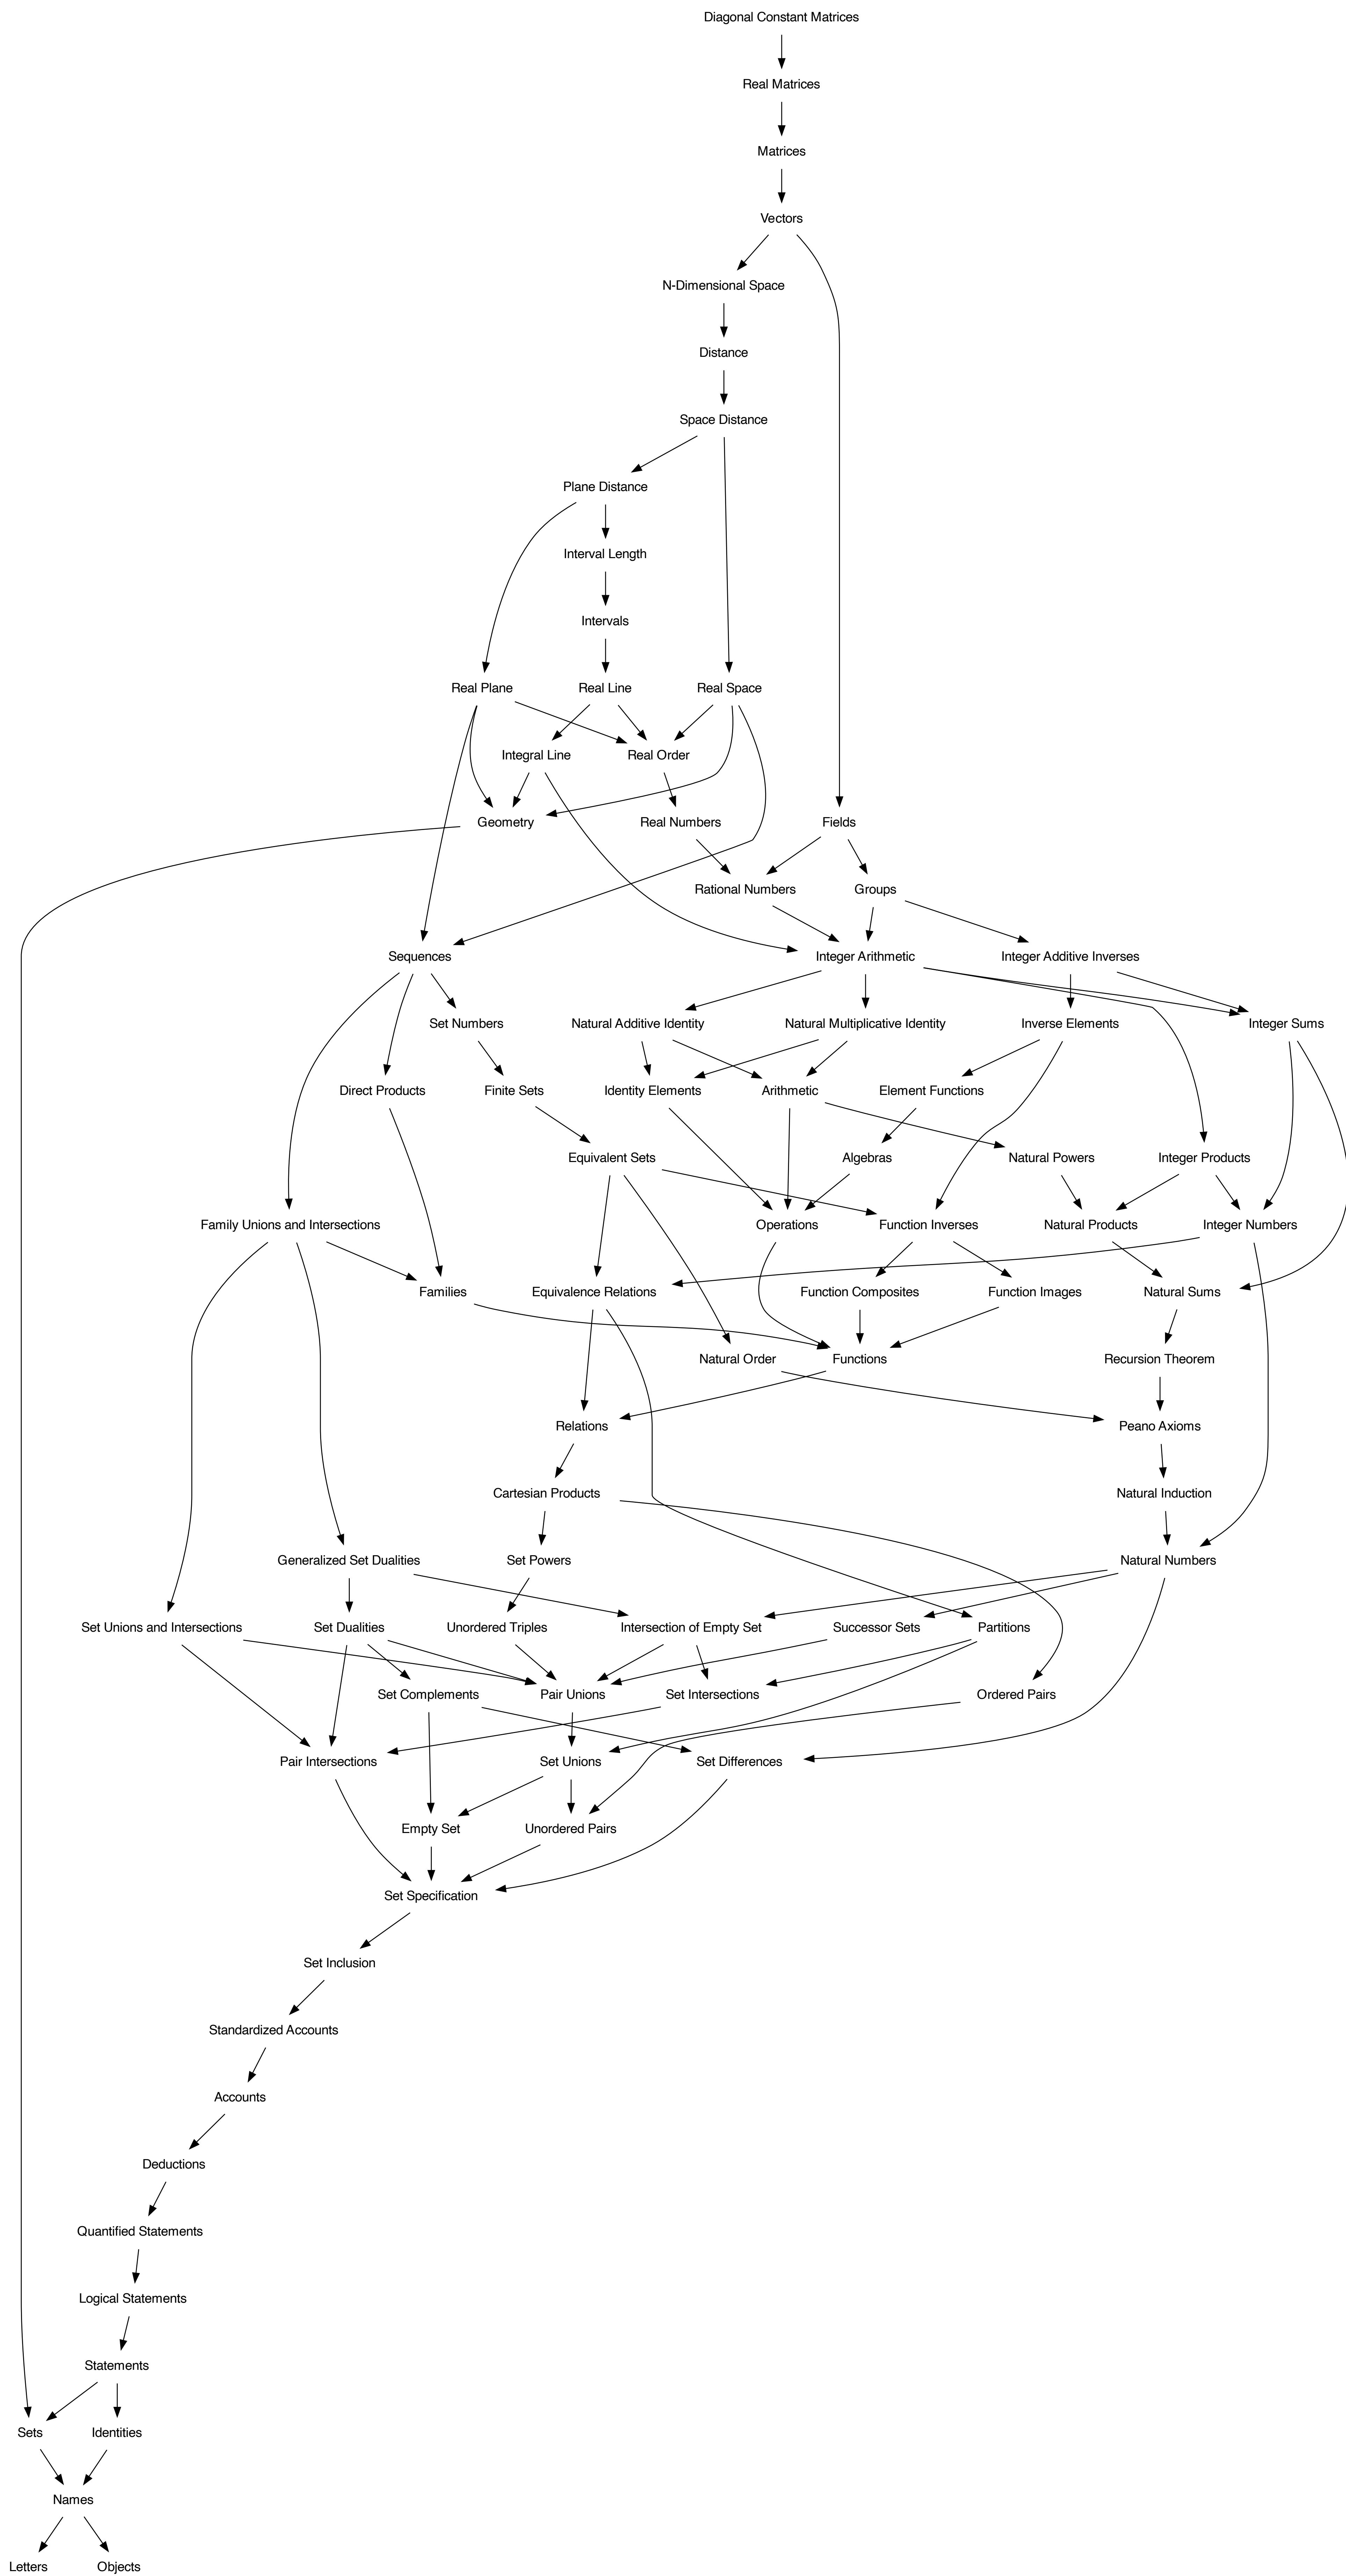 Diagonal Constant Matrices
Real Matrices
Matrices
Vectors
N-Dimensional Space
Distance
Space Distance
Plane Distance
Interval Length
Intervals
Real Plane
Real Line
Real Space
Integral Line
Real Order
Geometry
Real Numbers
Fields
Rational Numbers
Groups
Sequences
Integer Arithmetic
Integer Additive Inverses
Set Numbers
Natural Additive Identity
Natural Multiplicative Identity
Inverse Elements
Integer Sums
Direct Products
Finite Sets
Identity Elements
Arithmetic
Element Functions
Equivalent Sets
Algebras
Natural Powers
Integer Products
Family Unions and Intersections
Operations
Function Inverses
Natural Products
Integer Numbers
Families
Equivalence Relations
Function Composites
Function Images
Natural Sums
Natural Order
Functions
Recursion Theorem
Relations
Peano Axioms
Cartesian Products
Natural Induction
Generalized Set Dualities
Set Powers
Natural Numbers
Set Unions and Intersections
Set Dualities
Unordered Triples
Intersection of Empty Set
Successor Sets
Partitions
Set Complements
Pair Unions
Set Intersections
Ordered Pairs
Pair Intersections
Set Unions
Set Differences
Empty Set
Unordered Pairs
Set Specification
Set Inclusion
Standardized Accounts
Accounts
Deductions
Quantified Statements
Logical Statements
Statements
Sets
Identities
Names
Letters
Objects